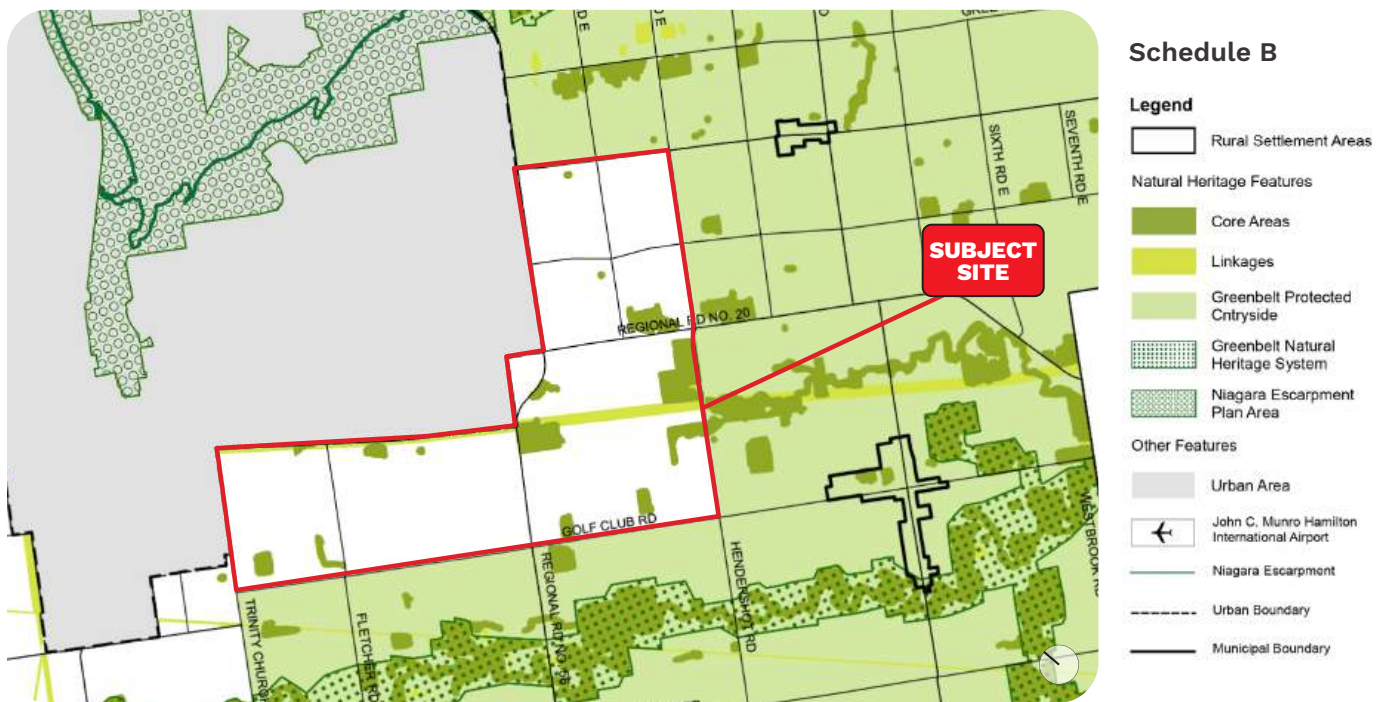 D E
D E
GREE
SIXTH RD E
SEVENTH RD E
SUBJECT
SITE
REGIONAL RD NO. 20
GOLF CLUB RD
TRINITY CHURCH
FLETCHER RD
REGIONAL RD NO. 56
HENDERSHOT RD
WESTBROOK RD
Schedule B
Legend
Rural Settlement Areas
Natural Heritage Features
Core Areas
Linkages
Greenbelt Protected
Cntryside
Greenbelt Natural
Heritage System
Niagara Escarpment
Plan Area
Other Features
Urban Area
John C. Munro Hamilton
International Airport
Niagara Escarpment
Urban Boundary
Municipal Boundary